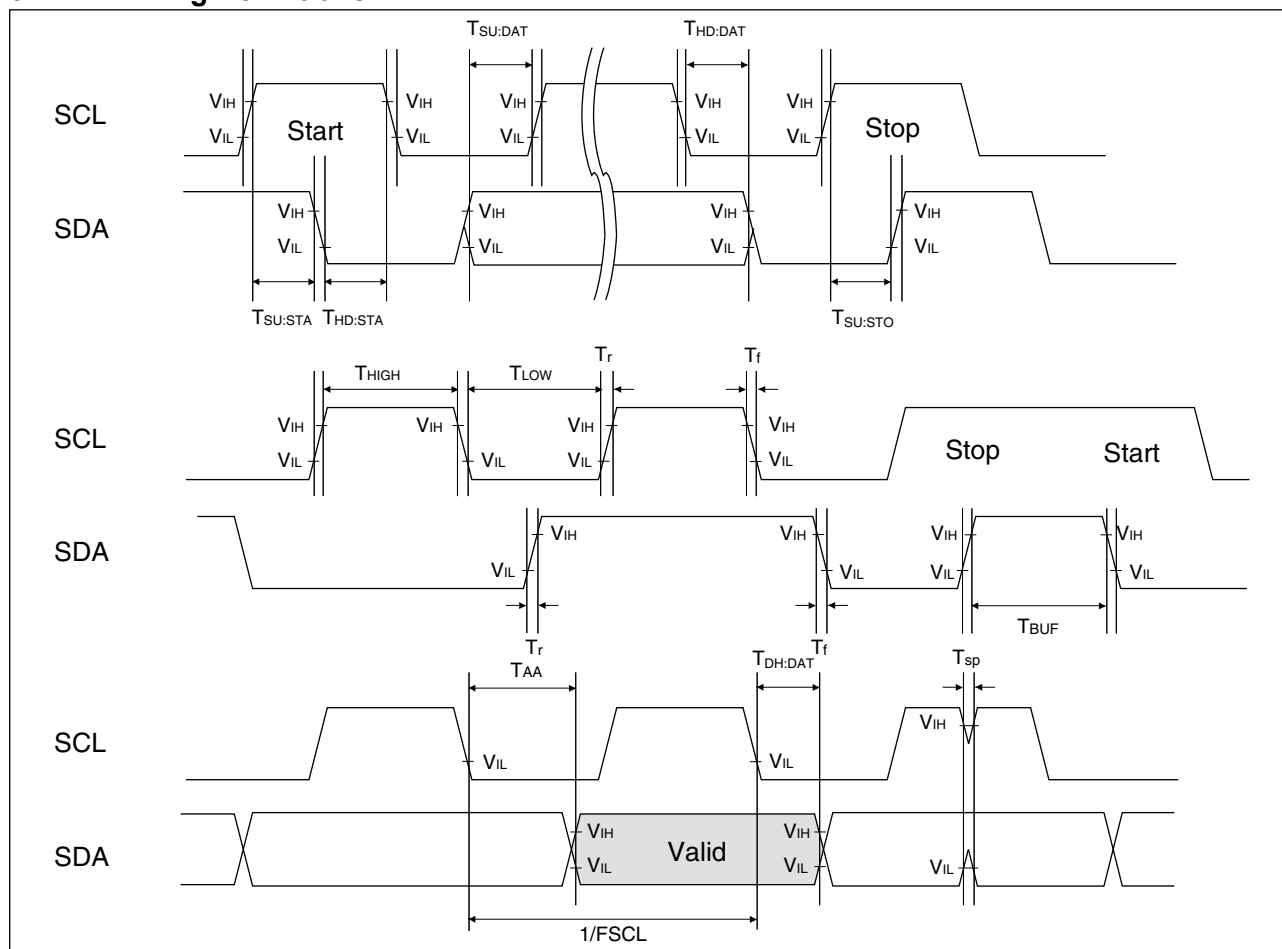 TSU:DAT THD:DAT
VIH VIH VIH VIH VIH
SCL
VIL VIL VIL VIL VIL
Start Stop
VIH VIH VIH VIH
SDA
VIL VIL VIL VIL
TSU:STA THD:STA TSU:STO
THIGH TLOW Tr Tf
VIH VIH VIH VIH
SCL
VIL VIL VIL VIL
Stop Start
VIH VIH VIH VIH
SDA
VIL VIL VIL VIL
Tr Tf TBUF
TAA TDH:DAT Tsp
VIH
SCL
VIL VIL
VIH VIH
SDA Valid
VIL VIL VIL
1/FSCL